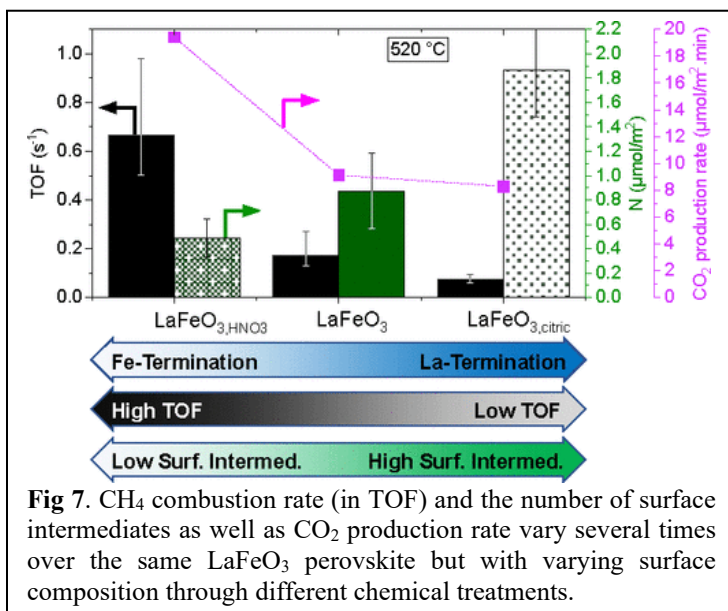 520 °C
TOF (s⁻¹)
1.0
0.8
0.6
0.4
0.2
0.0
2.2
2.0
1.8
1.6
1.4
1.2
1.0
0.8
0.6
0.4
0.2
0.0
N (µmol/m²)
20
18
16
14
12
10
8
6
4
2
0
CO₂ production rate (µmol/m².min)
LaFeO₃,HNO3 LaFeO₃ LaFeO₃,citric
Fe-Termination La-Termination
High TOF Low TOF
Low Surf. Intermed. High Surf. Intermed.
Fig 7. CH₄ combustion rate (in TOF) and the number of surface
intermediates as well as CO₂ production rate vary several times
over the same LaFeO₃ perovskite but with varying surface
composition through different chemical treatments.